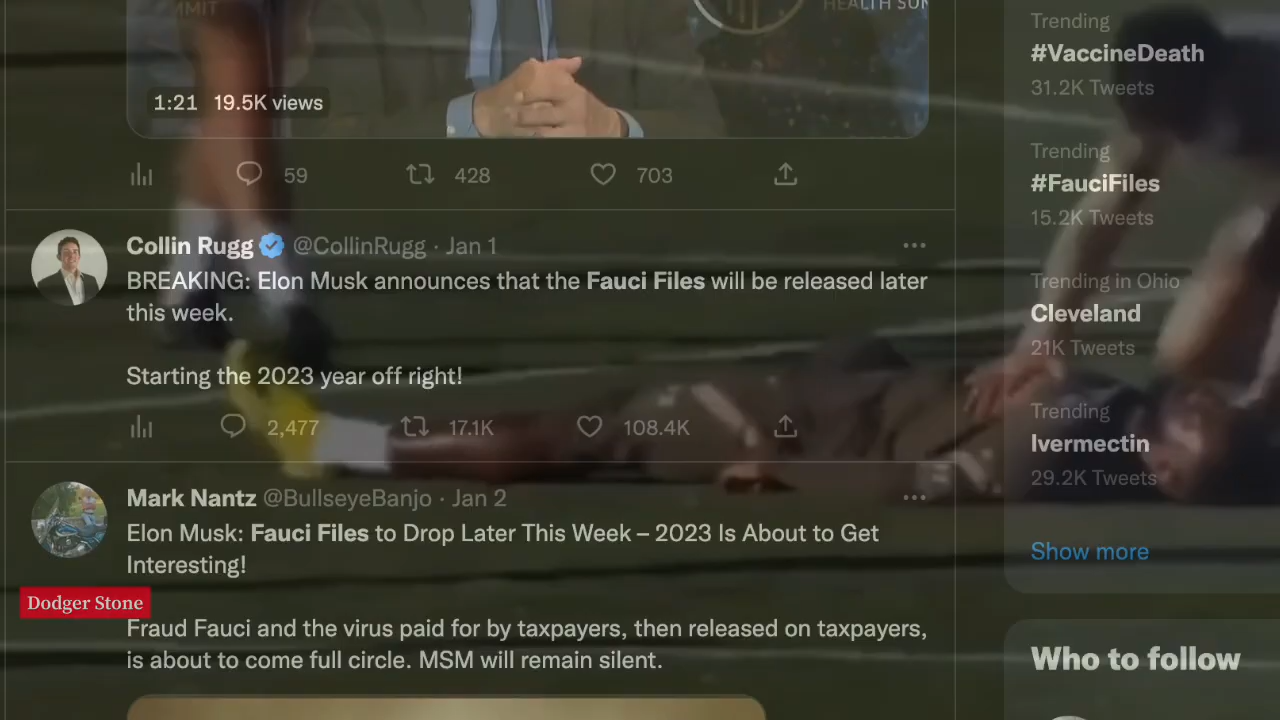 MMIT
HEALTH SUM
1:21 19.5K views
59 428 703
Collin Rugg @CollinRugg · Jan 1
BREAKING: Elon Musk announces that the Fauci Files will be released later
this week.
Starting the 2023 year off right!
2,477 17.1K 108.4K
Mark Nantz @BullseyeBanjo · Jan 2
Elon Musk: Fauci Files to Drop Later This Week – 2023 Is About to Get
Interesting!
Dodger Stone
Fraud Fauci and the virus paid for by taxpayers, then released on taxpayers,
is about to come full circle. MSM will remain silent.
Trending
#VaccineDeath
31.2K Tweets
Trending
#FauciFiles
15.2K Tweets
Trending in Ohio
Cleveland
21K Tweets
Trending
Ivermectin
29.2K Tweets
Show more
Who to follow